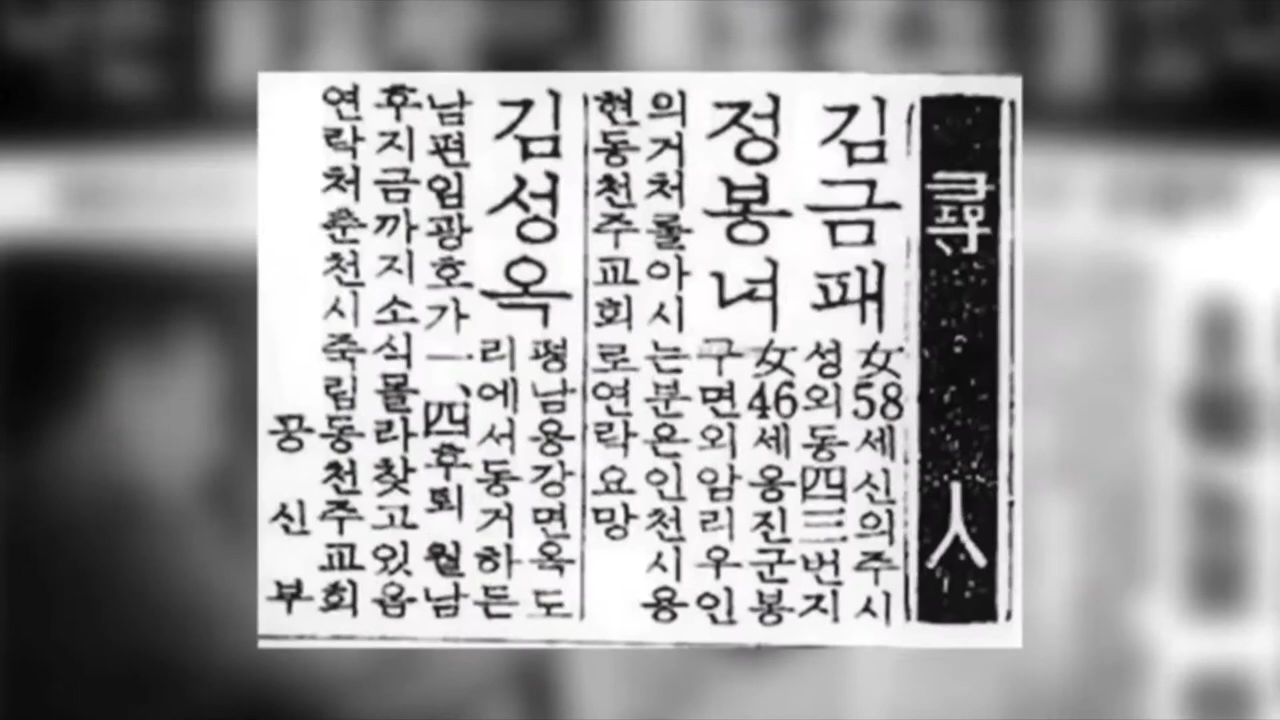 尋人
김금패 女58세신의주시
성외동四三번지
정봉녀 女46세옹진군봉
구면외암리우인
의거처를아시는분은인천시용
현동천주교회로연락요망
김성옥 평남용강면옥도
리에서동거하든
남편임광호가一、四후퇴 월남
후지금까지소식몰라찾고있음
연락처춘천시죽림동천주교회
공신부